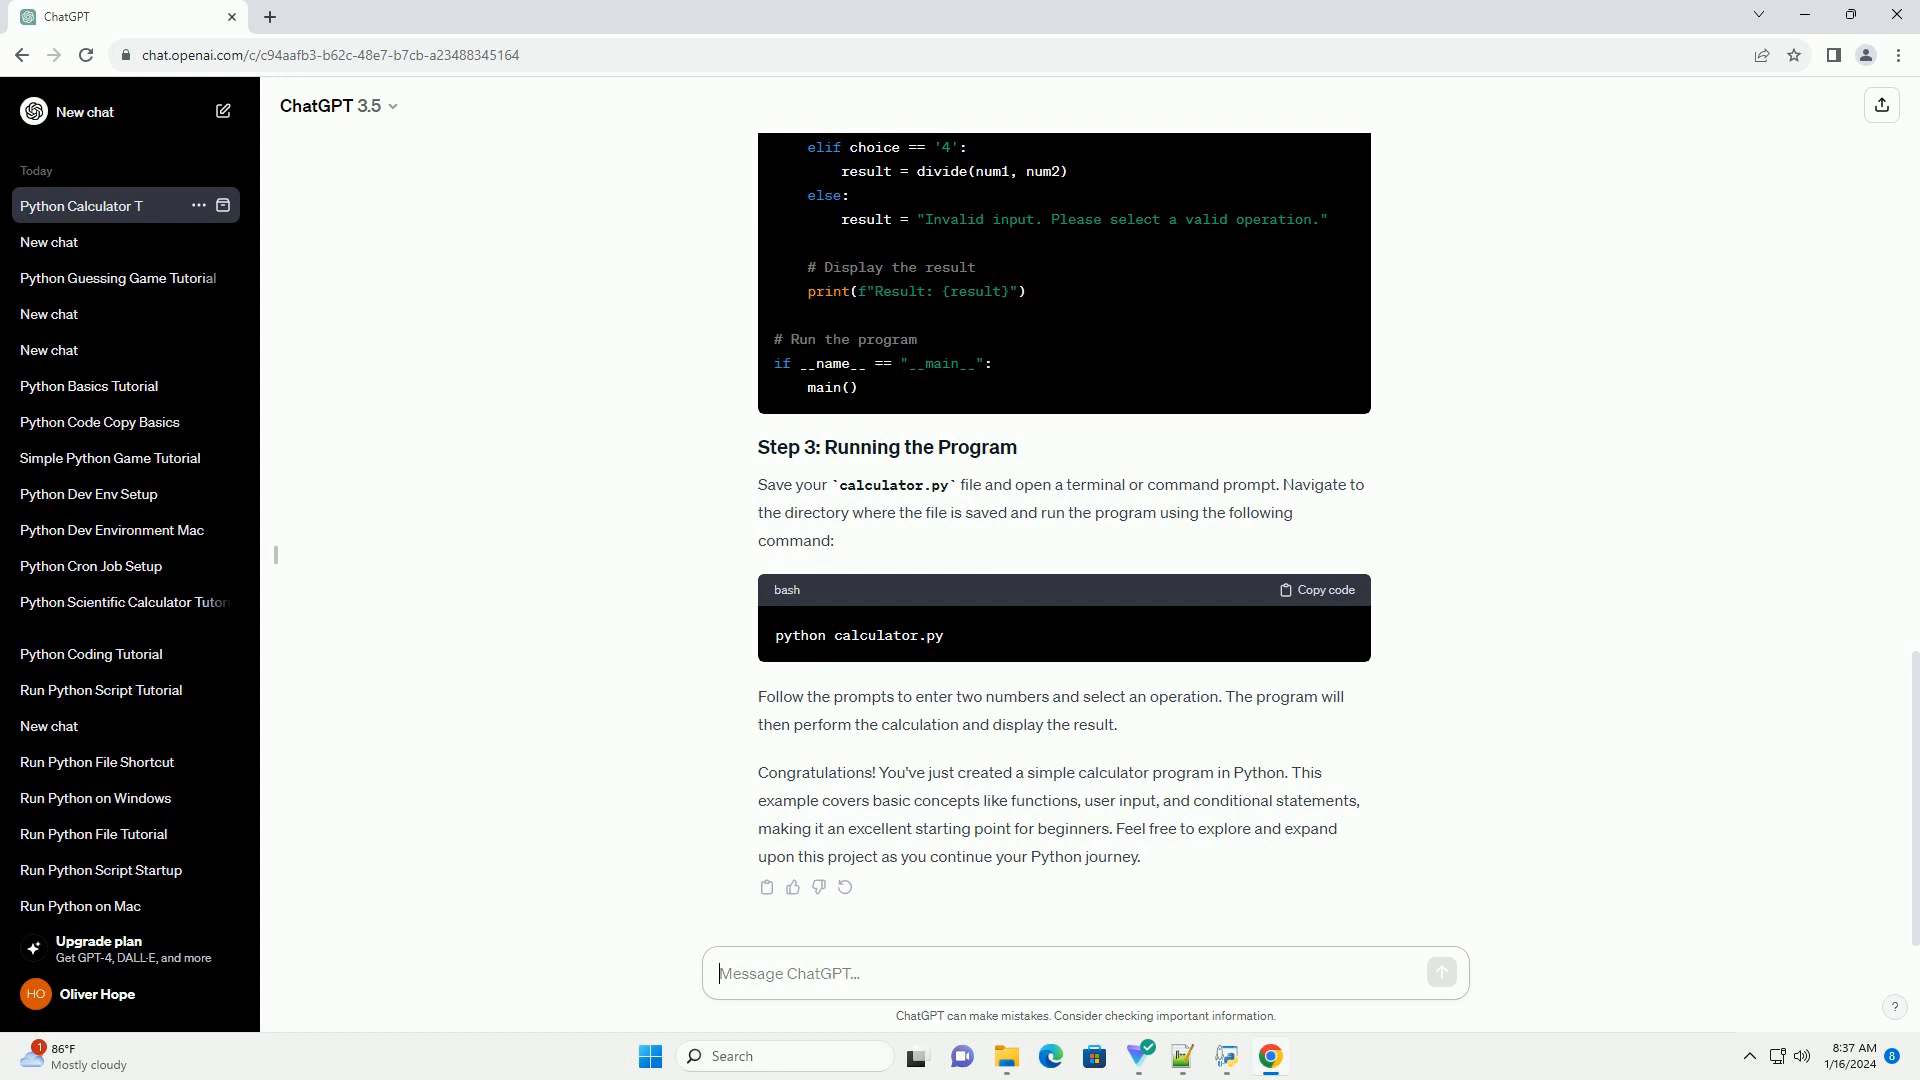 ChatGPT
chat.openai.com/c/c94aafb3-b62c-48e7-b7cb-a23488345164
New chat
Today
Python Calculator T
New chat
Python Guessing Game Tutorial
New chat
New chat
Python Basics Tutorial
Python Code Copy Basics
Simple Python Game Tutorial
Python Dev Env Setup
Python Dev Environment Mac
Python Cron Job Setup
Python Scientific Calculator Tutor
Python Coding Tutorial
Run Python Script Tutorial
New chat
Run Python File Shortcut
Run Python on Windows
Run Python File Tutorial
Run Python Script Startup
Run Python on Mac
Upgrade plan
Get GPT-4, DALL·E, and more
HO Oliver Hope
ChatGPT 3.5
elif choice == '4':
result = divide(num1, num2)
else:
result = "Invalid input. Please select a valid operation."
# Display the result
print(f"Result: {result}")
# Run the program
if __name__ == "__main__":
main()
Step 3: Running the Program
Save your `calculator.py` file and open a terminal or command prompt. Navigate to
the directory where the file is saved and run the program using the following
command:
bash Copy code
python calculator.py
Follow the prompts to enter two numbers and select an operation. The program will
then perform the calculation and display the result.
Congratulations! You've just created a simple calculator program in Python. This
example covers basic concepts like functions, user input, and conditional statements,
making it an excellent starting point for beginners. Feel free to explore and expand
upon this project as you continue your Python journey.
Message ChatGPT...
ChatGPT can make mistakes. Consider checking important information.
?
1
86°F
Mostly cloudy
Search
8:37 AM
1/16/2024
8